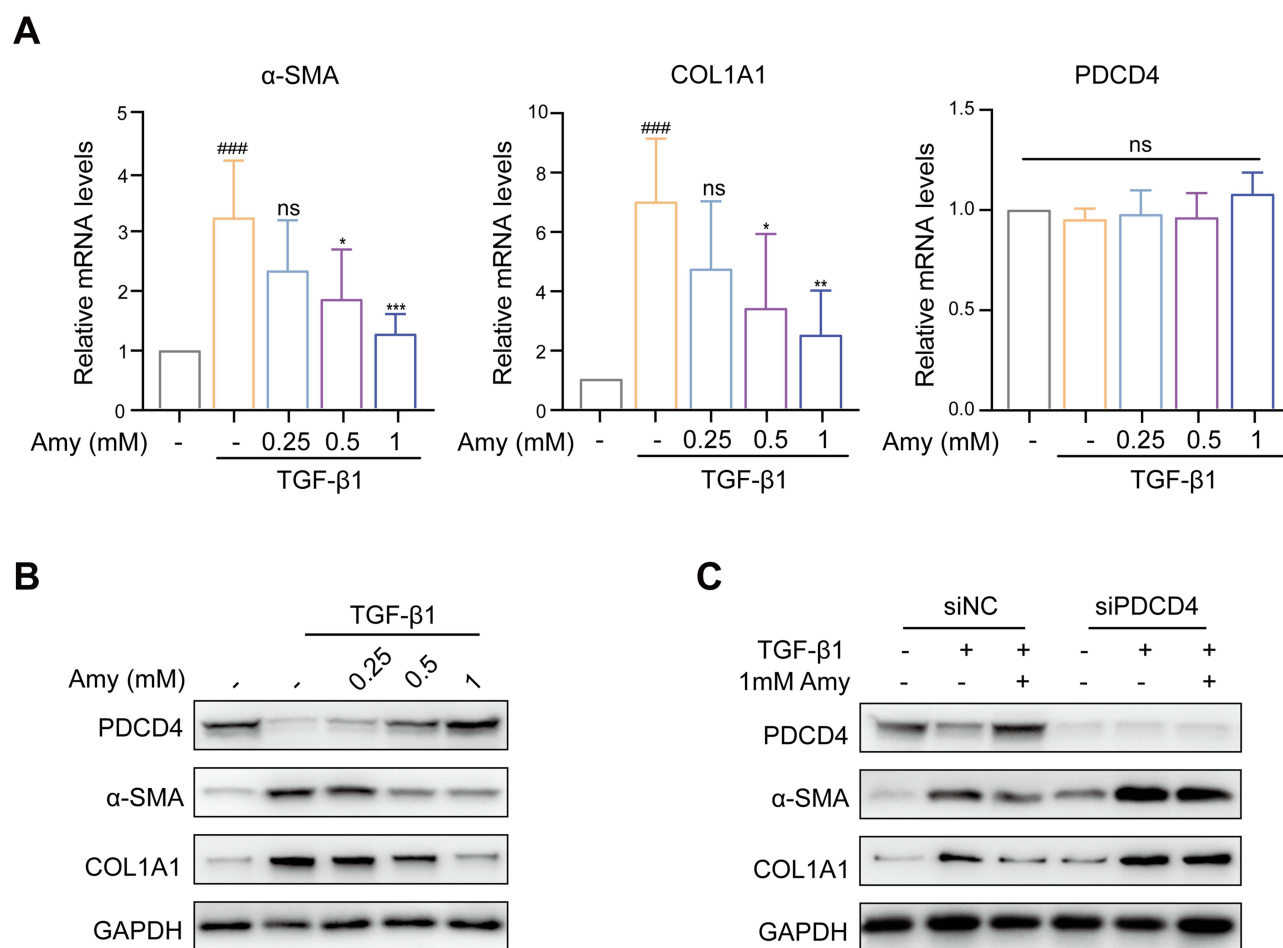 A
α-SMA
Relative mRNA levels
5
4
3
2
1
0
###
ns
*
***
Amy (mM) - - 0.25 0.5 1
TGF-β1
COL1A1
Relative mRNA levels
10
8
6
4
2
0
###
ns
*
**
Amy (mM) - - 0.25 0.5 1
TGF-β1
PDCD4
Relative mRNA levels
1.5
1.0
0.5
0.0
ns
Amy (mM) - - 0.25 0.5 1
TGF-β1
B
TGF-β1
Amy (mM) - - 0.25 0.5 1
PDCD4
α-SMA
COL1A1
GAPDH
C
siNC siPDCD4
TGF-β1 - + + - + +
1mM Amy - - + - - +
PDCD4
α-SMA
COL1A1
GAPDH